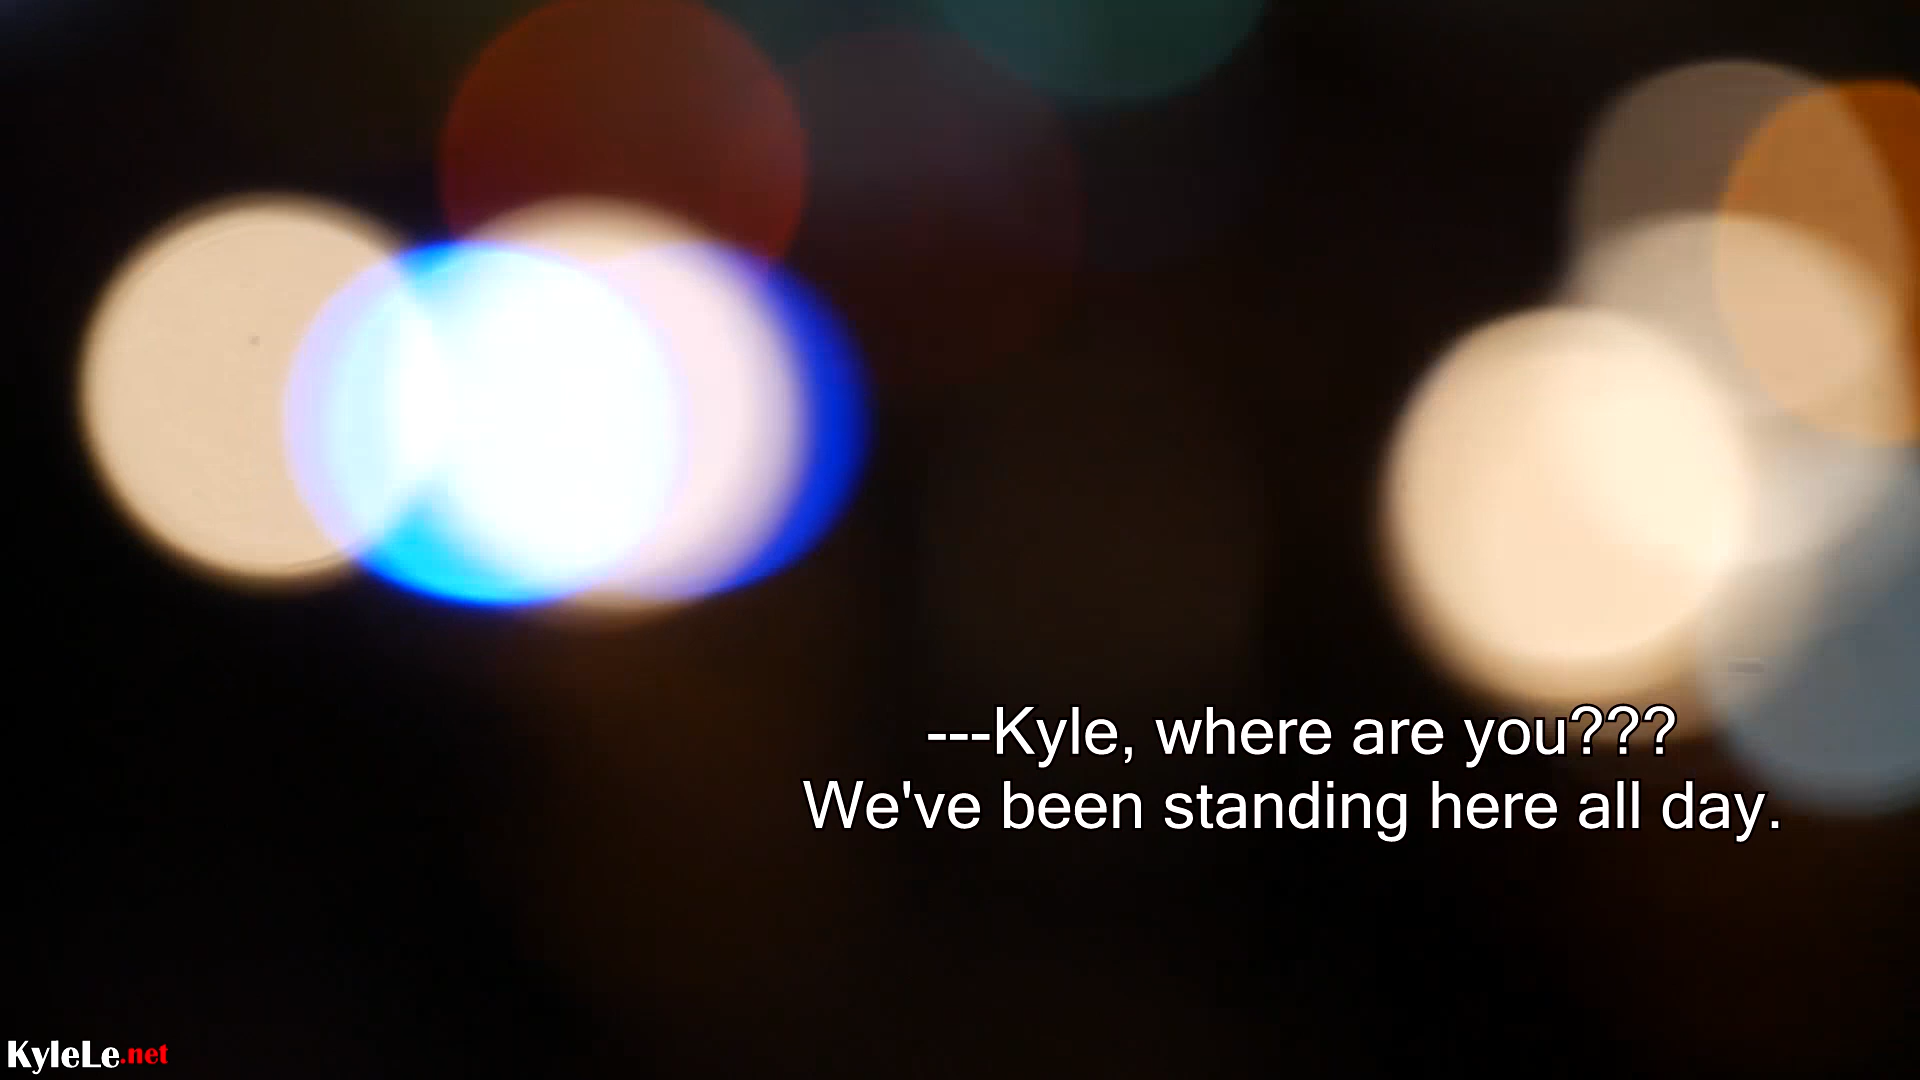 ---Kyle, where are you???
We've been standing here all day.
KyleLe.net